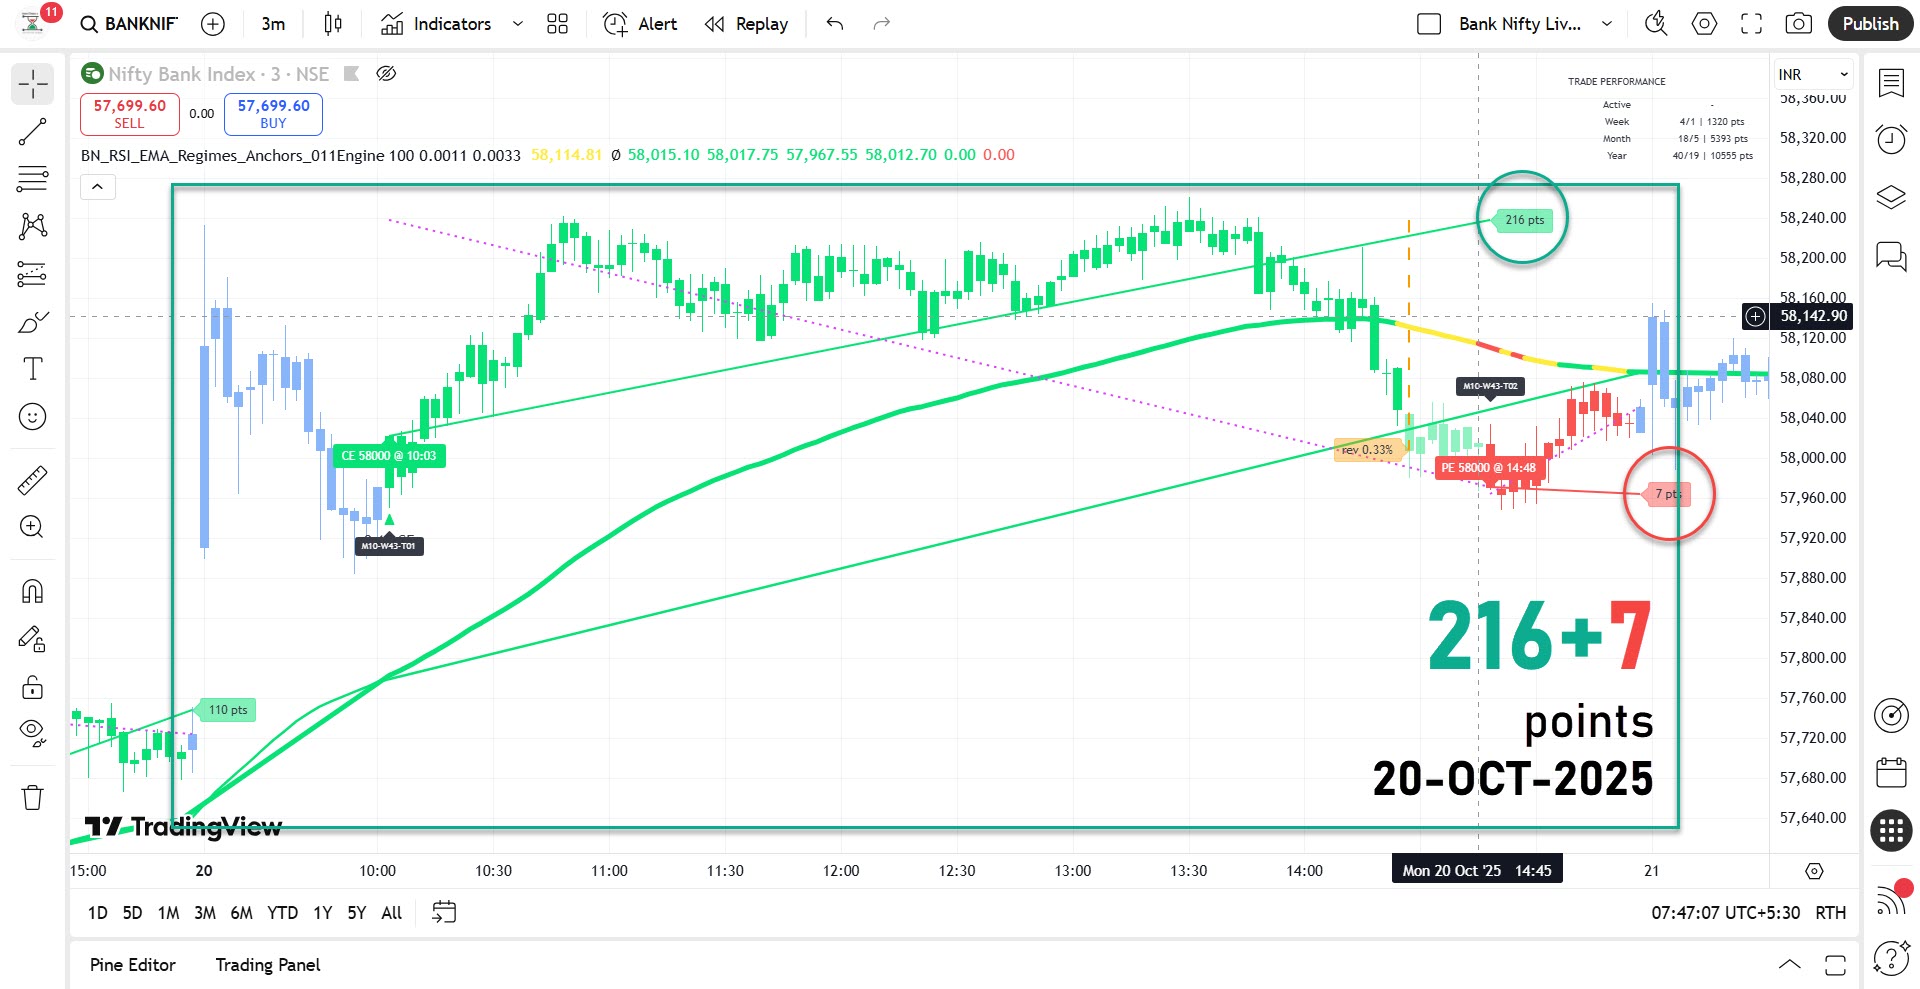 11
BANKNIF
3m
Indicators
Alert
Replay
Bank Nifty Liv...
Publish
Nifty Bank Index · 3 · NSE
57,699.60
SELL
0.00
57,699.60
BUY
BN_RSI_EMA_Regimes_Anchors_011Engine 100 0.0011 0.0033 58,114.81 Ø 58,015.10 58,017.75 57,967.55 58,012.70 0.00 0.00
TRADE PERFORMANCE
Active -
Week 4/1 | 1320 pts
Month 18/5 | 5393 pts
Year 40/19 | 10555 pts
INR
58,360.00
58,320.00
58,280.00
58,240.00
58,200.00
58,160.00
58,142.90
58,120.00
58,080.00
58,040.00
58,000.00
57,960.00
57,920.00
57,880.00
57,840.00
57,800.00
57,760.00
57,720.00
57,680.00
57,640.00
216 pts
M10-W43-T02
CE 58000 @ 10:03
rev 0.33%
PE 58000 @ 14:48
7 pts
M10-W43-T01
110 pts
216+7
points
20-OCT-2025
TradingView
15:00 20 10:00 10:30 11:00 11:30 12:00 12:30 13:00 13:30 14:00 Mon 20 Oct '25 14:45 21
1D 5D 1M 3M 6M YTD 1Y 5Y All
07:47:07 UTC+5:30 RTH
Pine Editor Trading Panel